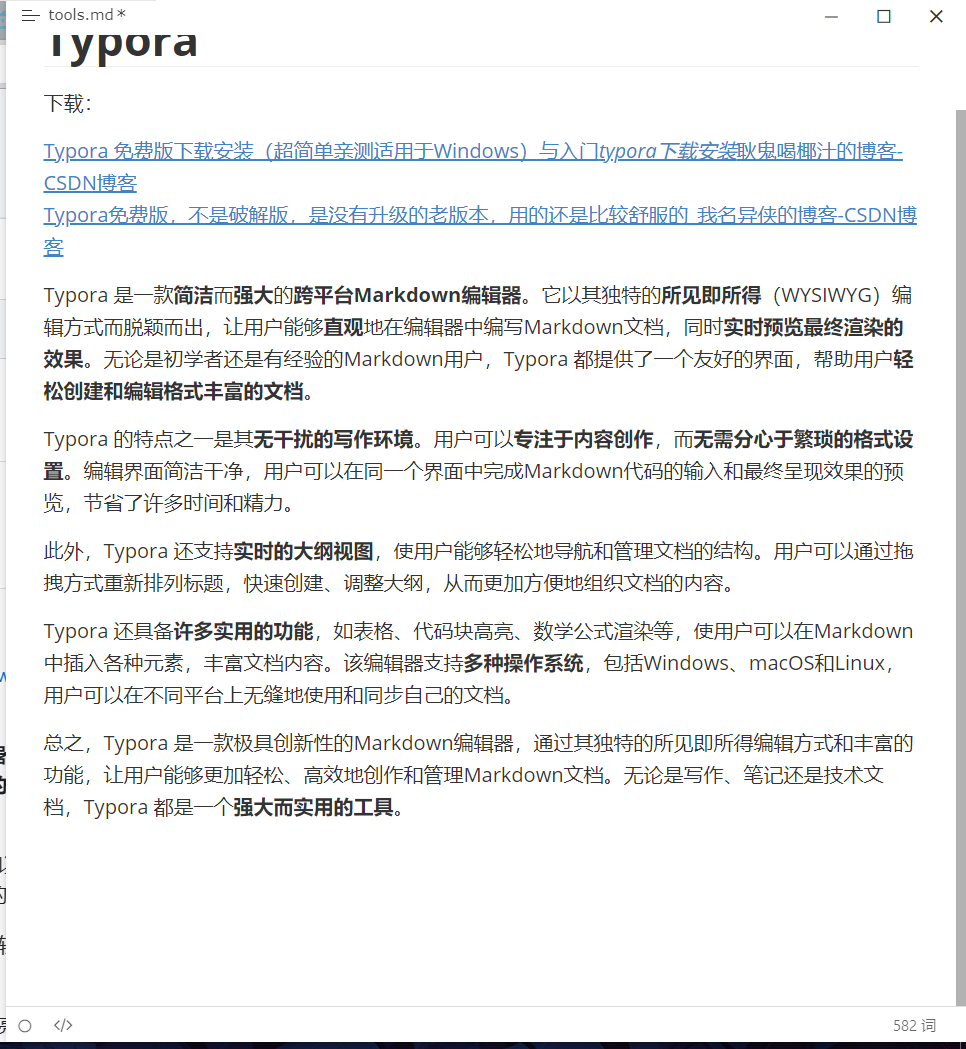 tools.md*
Typora
下载：
Typora 免费版下载安装（超简单亲测适用于Windows）与入门typora下载安装耿鬼喝椰汁的博客-
CSDN博客
Typora免费版，不是破解版，是没有升级的老版本，用的还是比较舒服的_我名异侠的博客-CSDN博
客
Typora 是一款简洁而强大的跨平台Markdown编辑器。它以其独特的所见即所得（WYSIWYG）编
辑方式而脱颖而出，让用户能够直观地在编辑器中编写Markdown文档，同时实时预览最终渲染的
效果。无论是初学者还是有经验的Markdown用户，Typora 都提供了一个友好的界面，帮助用户轻
松创建和编辑格式丰富的文档。
Typora 的特点之一是其无干扰的写作环境。用户可以专注于内容创作，而无需分心于繁琐的格式设
置。编辑界面简洁干净，用户可以在同一个界面中完成Markdown代码的输入和最终呈现效果的预
览，节省了许多时间和精力。
此外，Typora 还支持实时的大纲视图，使用户能够轻松地导航和管理文档的结构。用户可以通过拖
拽方式重新排列标题，快速创建、调整大纲，从而更加方便地组织文档的内容。
Typora 还具备许多实用的功能，如表格、代码块高亮、数学公式渲染等，使用户可以在Markdown
中插入各种元素，丰富文档内容。该编辑器支持多种操作系统，包括Windows、macOS和Linux，
用户可以在不同平台上无缝地使用和同步自己的文档。
总之，Typora 是一款极具创新性的Markdown编辑器，通过其独特的所见即所得编辑方式和丰富的
功能，让用户能够更加轻松、高效地创作和管理Markdown文档。无论是写作、笔记还是技术文
档，Typora 都是一个强大而实用的工具。
</> 582 词